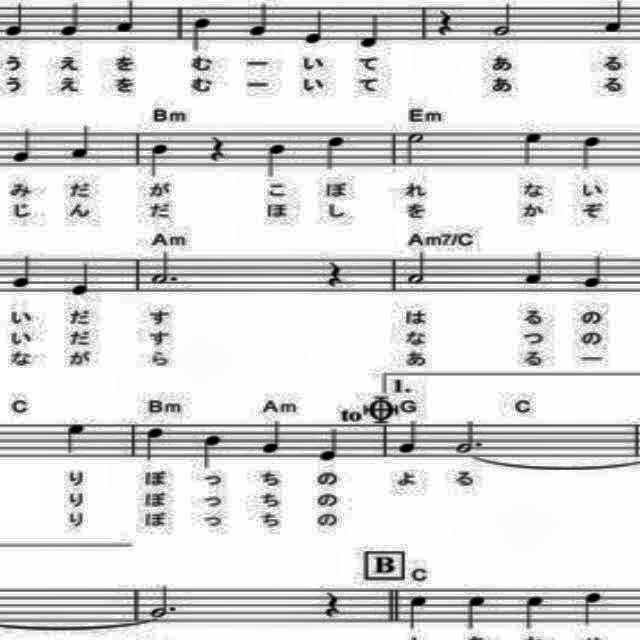 うえをむーいてある
うえをむーいてある
Bm Em
みだがこぼれない
じんだほしをかぞ
Am Am7/C
いだすはるの
いだすなつの
ながらあるー
1.
C Bm Am to G C
りぼっちのよる
りぼっちの
りぼっちの
B C